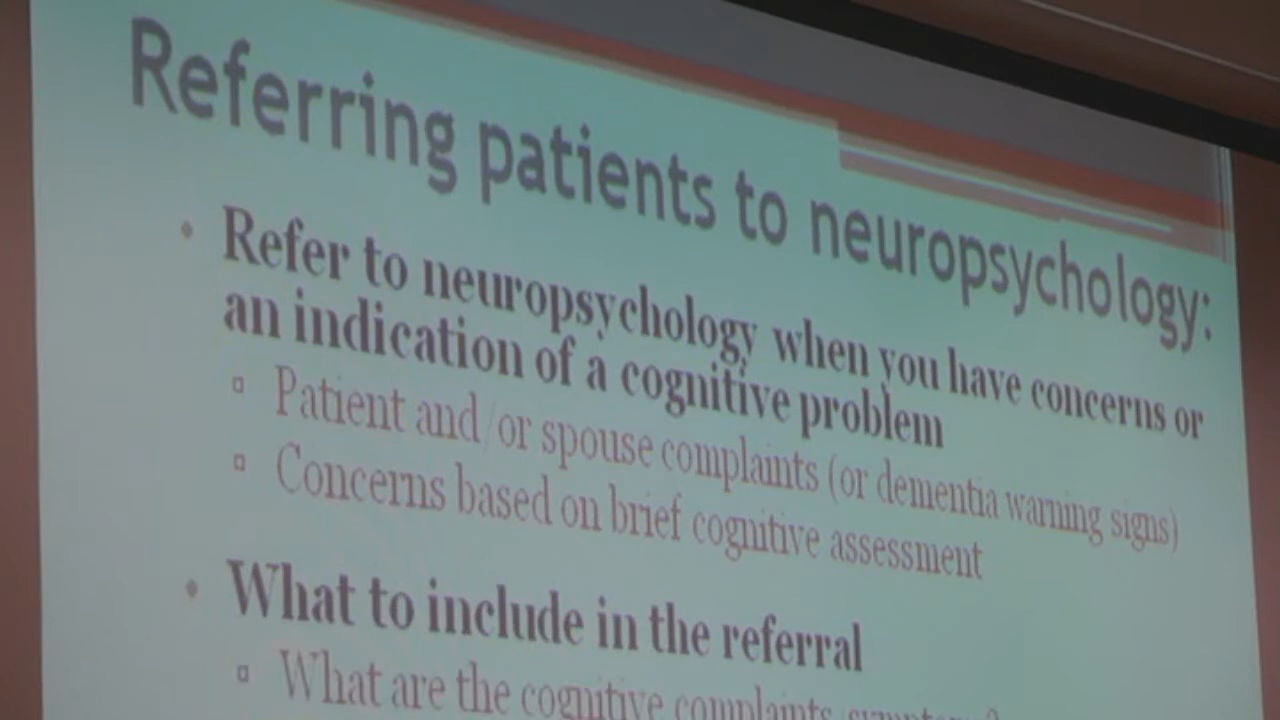 Referring patients to neuropsychology:
• Refer to neuropsychology when you have concerns or
an indication of a cognitive problem
▫ Patient and/or spouse complaints (or dementia warning signs)
▫ Concerns based on brief cognitive assessment
• What to include in the referral
▫ What are the cognitive complaints